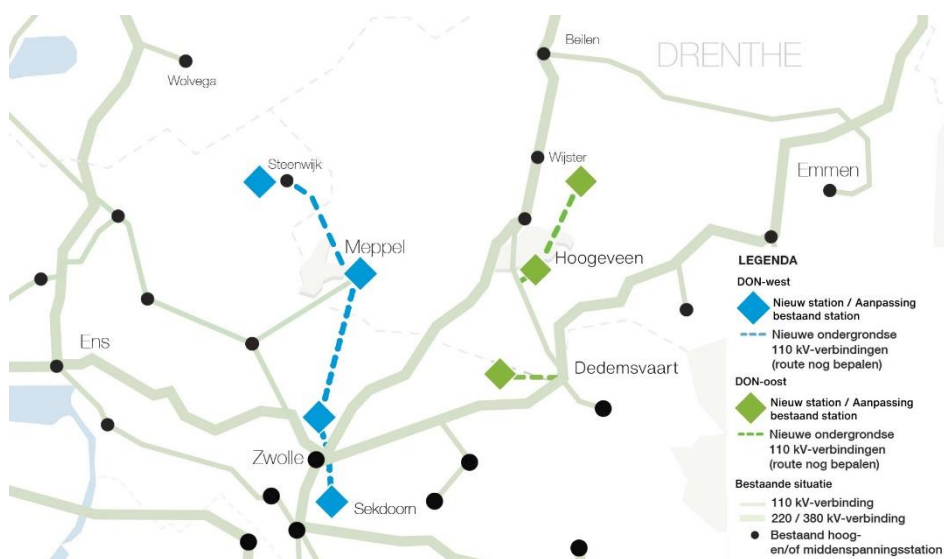 Beilen
DRENTHE
Wolvega
Steenwijk
Wijster
Emmen
Meppel
Hoogeveen
Ens
Dedemsvaart
Zwolle
Sekdoorn
LEGENDA
DON-west
Nieuw station / Aanpassing
bestaand station
Nieuwe ondergrondse
110 kV-verbindingen
(route nog bepalen)
DON-oost
Nieuw station / Aanpassing
bestaand station
Nieuwe ondergrondse
110 kV-verbindingen
(route nog bepalen)
Bestaande situatie
110 kV-verbinding
220 / 380 kV-verbinding
Bestaand hoog-
en/of middenspanningsstation